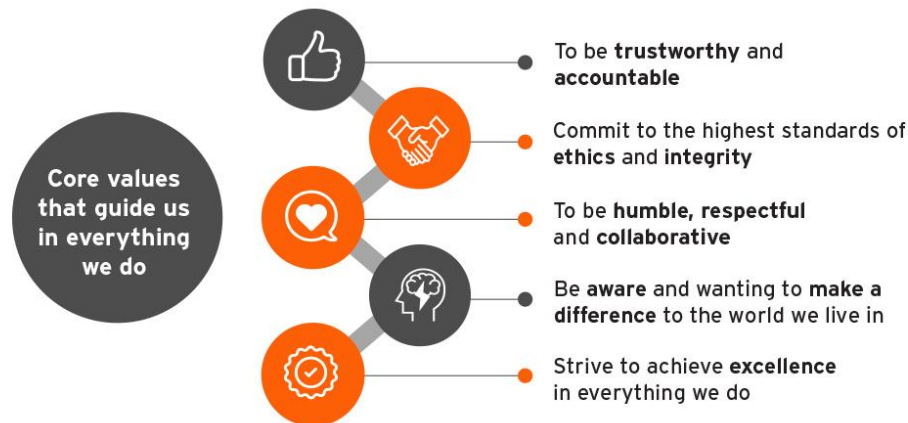 Core values
that guide us
in everything
we do
To be trustworthy and
accountable
Commit to the highest standards of
ethics and integrity
To be humble, respectful
and collaborative
Be aware and wanting to make a
difference to the world we live in
Strive to achieve excellence
in everything we do